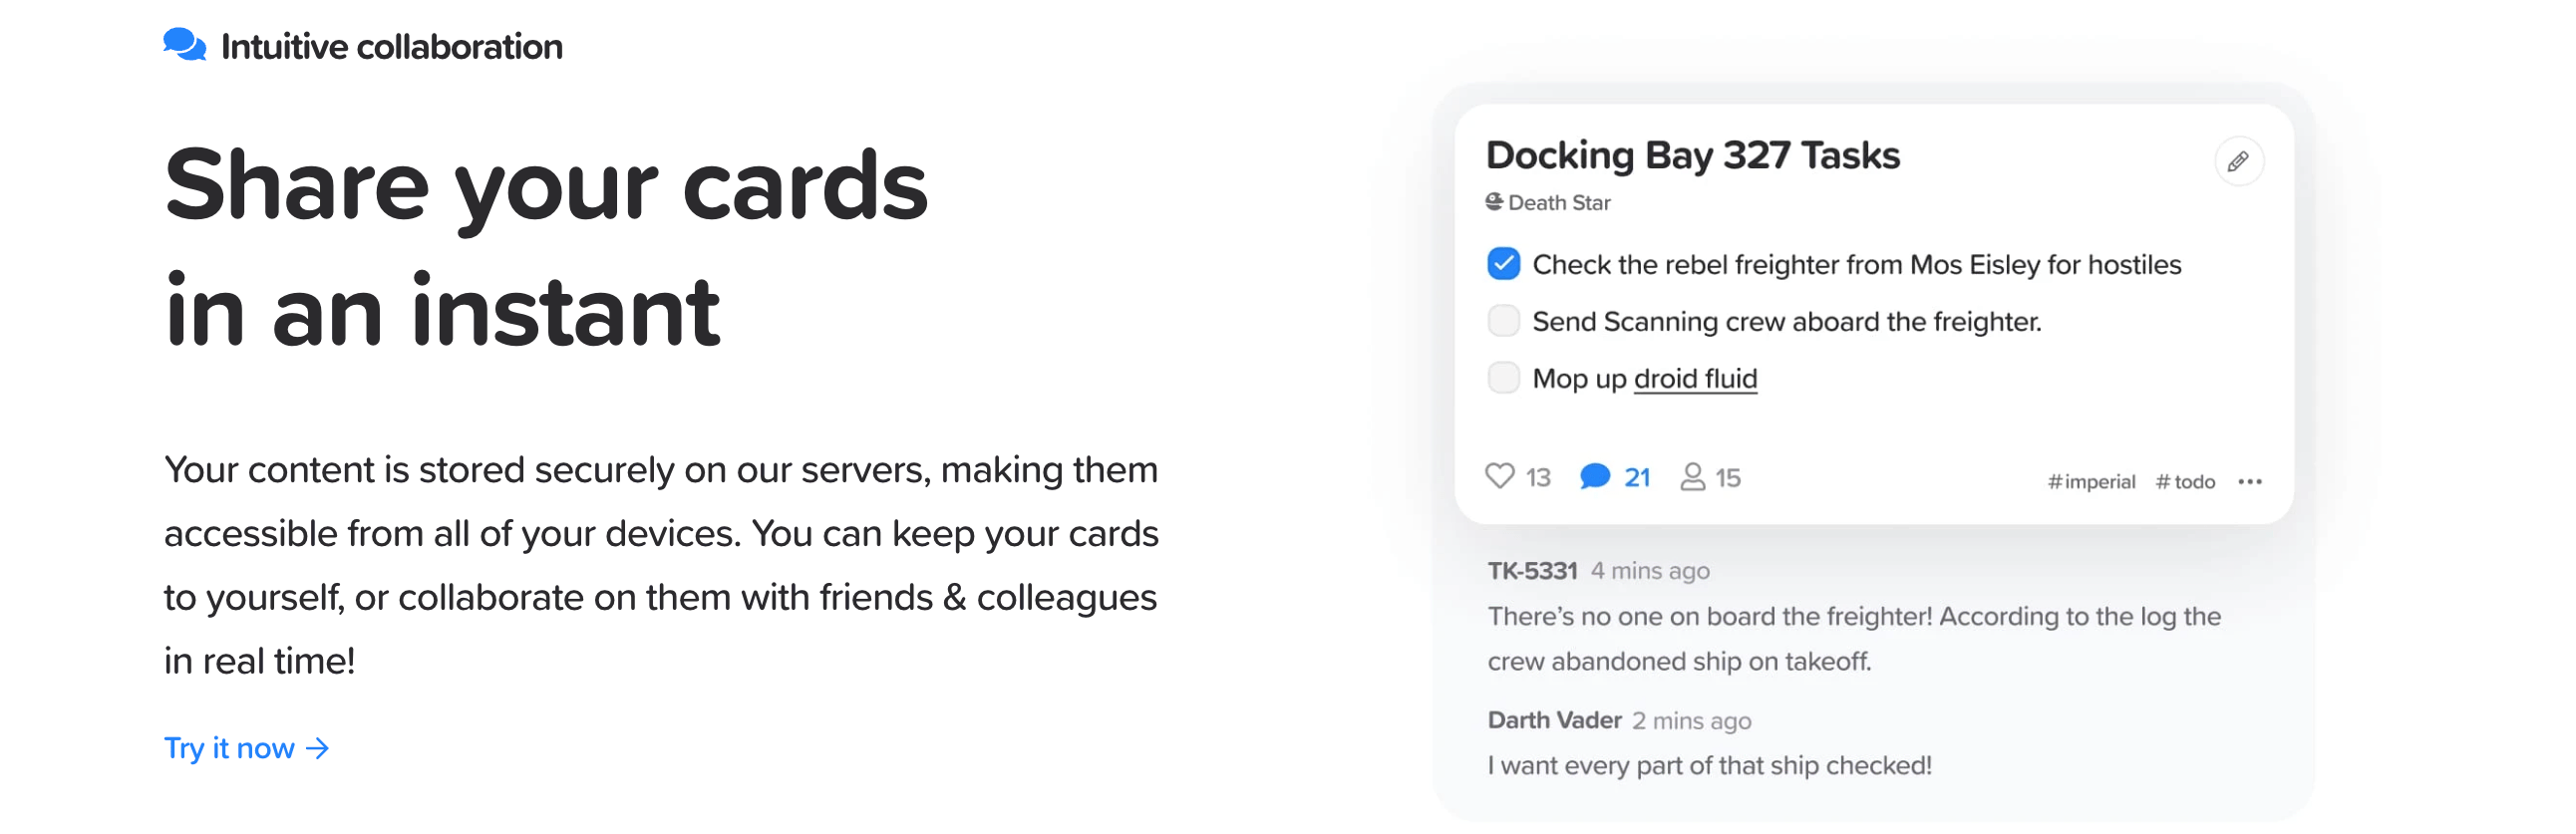 Intuitive collaboration
Share your cards
in an instant
Your content is stored securely on our servers, making them
accessible from all of your devices. You can keep your cards
to yourself, or collaborate on them with friends & colleagues
in real time!
Try it now →
Docking Bay 327 Tasks
Death Star
Check the rebel freighter from Mos Eisley for hostiles
Send Scanning crew aboard the freighter.
Mop up droid fluid
13 21 15 #imperial #todo •••
TK-5331 4 mins ago
There’s no one on board the freighter! According to the log the
crew abandoned ship on takeoff.
Darth Vader 2 mins ago
I want every part of that ship checked!